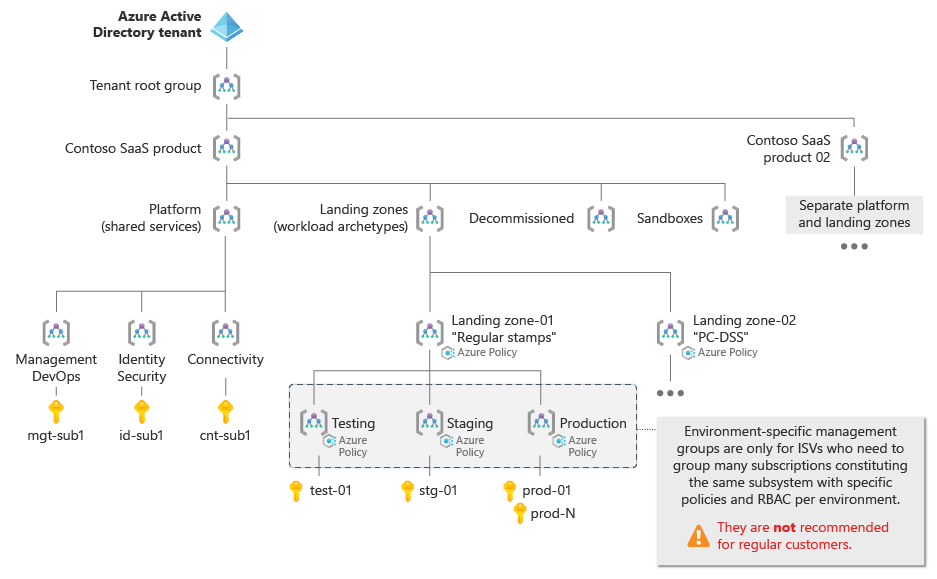 Azure Active
Directory tenant
Tenant root group
Contoso SaaS product
Contoso SaaS
product 02
Platform
(shared services)
Landing zones
(workload archetypes)
Decommissioned
Sandboxes
Separate platform
and landing zones
Management
DevOps
Identity
Security
Connectivity
Landing zone-01
"Regular stamps"
Azure Policy
Landing zone-02
"PC-DSS"
Azure Policy
mgt-sub1
id-sub1
cnt-sub1
Testing
Azure
Policy
Staging
Azure
Policy
Production
Azure
Policy
test-01
stg-01
prod-01
prod-N
Environment-specific management
groups are only for ISVs who need to
group many subscriptions constituting
the same subsystem with specific
policies and RBAC per environment.
They are not recommended
for regular customers.